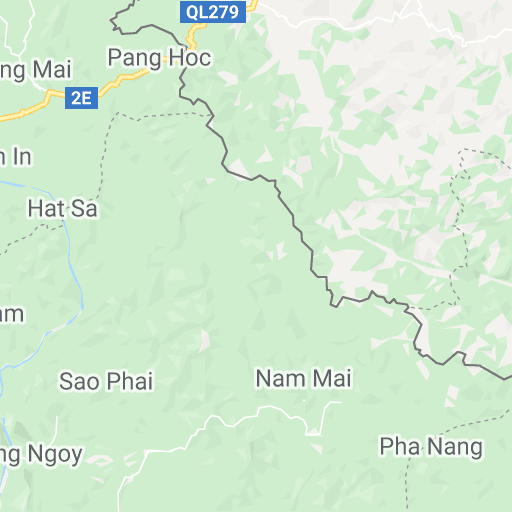 QL279
Pang Hoc
ng Mai
2E
n In
Hat Sa
am
Sao Phai
Nam Mai
Pha Nang
ng Ngoy